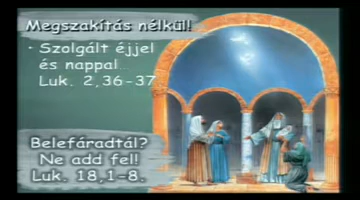 Megszakítás nélkül!
• Szolgált éjjel
és nappal
Luk. 2,36-37
Belefáradtál?
Ne add fel!
Luk. 18,1-8.